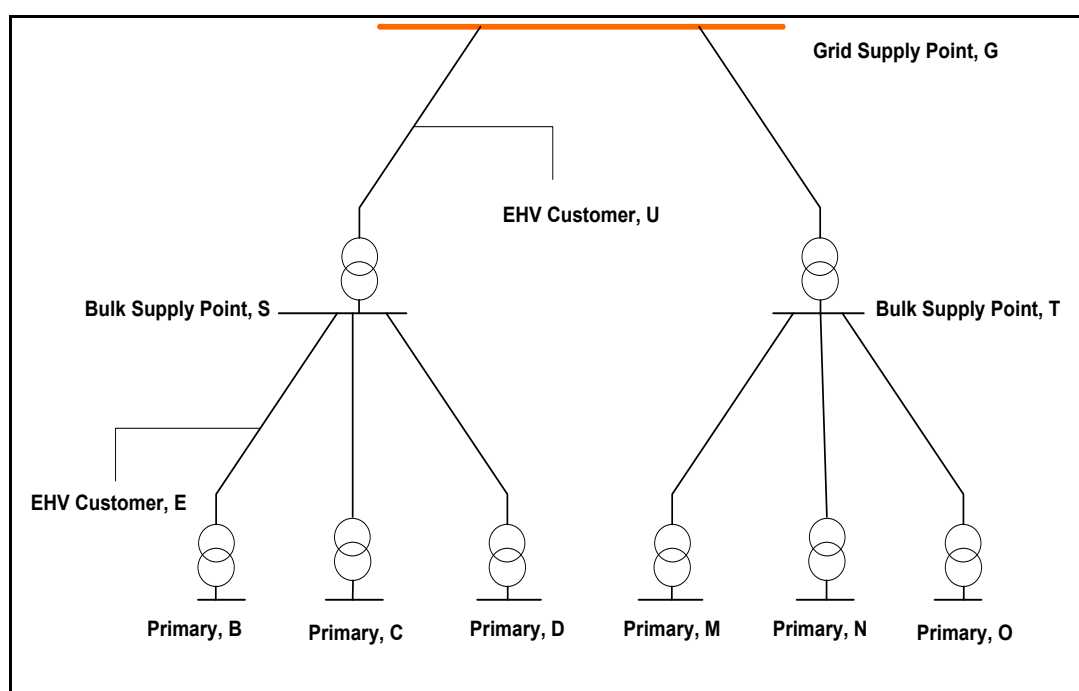 Grid Supply Point, G
EHV Customer, U
Bulk Supply Point, S
Bulk Supply Point, T
EHV Customer, E
Primary, B
Primary, C
Primary, D
Primary, M
Primary, N
Primary, O